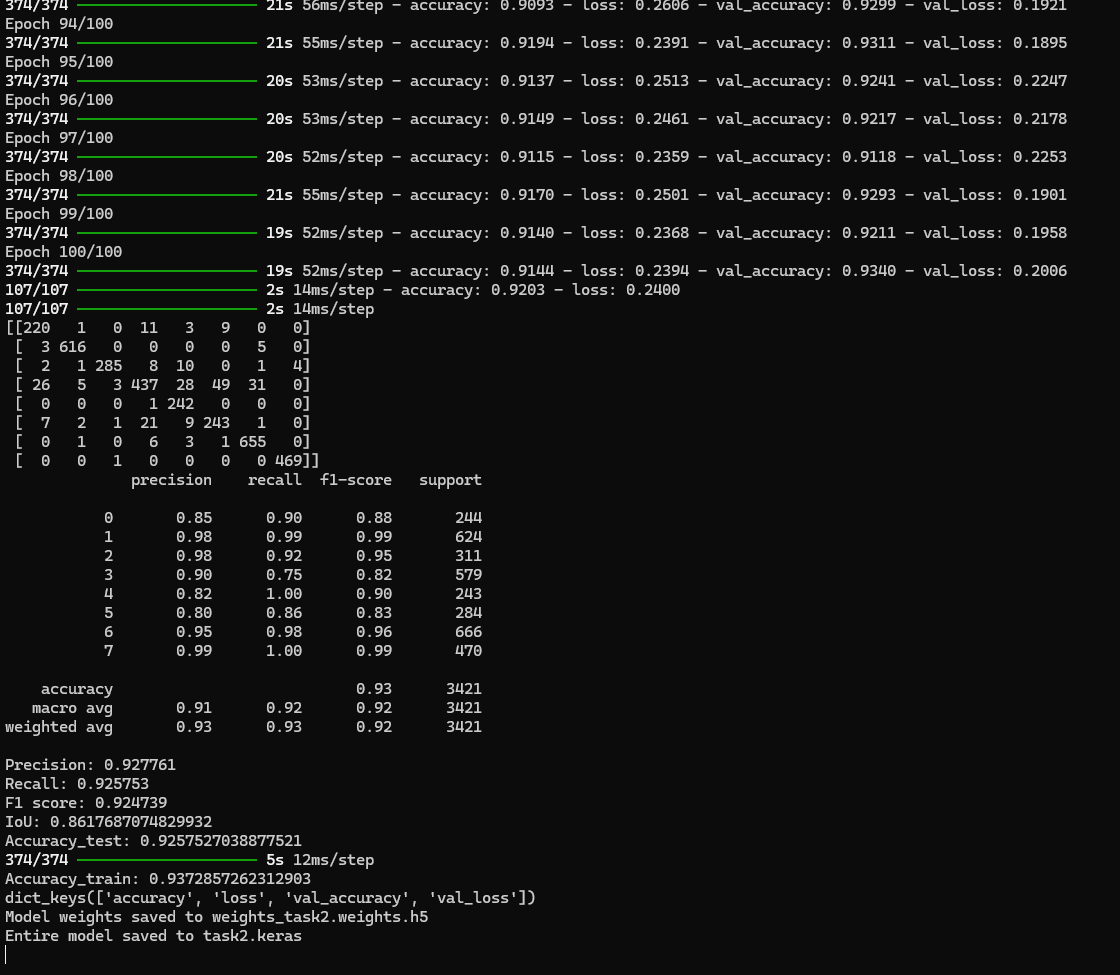 374/374 ━━━━━━━━━━━━━━━━━━━━ 21s 56ms/step - accuracy: 0.9093 - loss: 0.2606 - val_accuracy: 0.9299 - val_loss: 0.1921
Epoch 94/100
374/374 ━━━━━━━━━━━━━━━━━━━━ 21s 55ms/step - accuracy: 0.9194 - loss: 0.2391 - val_accuracy: 0.9311 - val_loss: 0.1895
Epoch 95/100
374/374 ━━━━━━━━━━━━━━━━━━━━ 20s 53ms/step - accuracy: 0.9137 - loss: 0.2513 - val_accuracy: 0.9241 - val_loss: 0.2247
Epoch 96/100
374/374 ━━━━━━━━━━━━━━━━━━━━ 20s 53ms/step - accuracy: 0.9149 - loss: 0.2461 - val_accuracy: 0.9217 - val_loss: 0.2178
Epoch 97/100
374/374 ━━━━━━━━━━━━━━━━━━━━ 20s 52ms/step - accuracy: 0.9115 - loss: 0.2359 - val_accuracy: 0.9118 - val_loss: 0.2253
Epoch 98/100
374/374 ━━━━━━━━━━━━━━━━━━━━ 21s 55ms/step - accuracy: 0.9170 - loss: 0.2501 - val_accuracy: 0.9293 - val_loss: 0.1901
Epoch 99/100
374/374 ━━━━━━━━━━━━━━━━━━━━ 19s 52ms/step - accuracy: 0.9140 - loss: 0.2368 - val_accuracy: 0.9211 - val_loss: 0.1958
Epoch 100/100
374/374 ━━━━━━━━━━━━━━━━━━━━ 19s 52ms/step - accuracy: 0.9144 - loss: 0.2394 - val_accuracy: 0.9340 - val_loss: 0.2006
107/107 ━━━━━━━━━━━━━━━━━━━━ 2s 14ms/step - accuracy: 0.9203 - loss: 0.2400
107/107 ━━━━━━━━━━━━━━━━━━━━ 2s 14ms/step
[[220   1   0  11   3   9   0   0]
 [  3 616   0   0   0   0   5   0]
 [  2   1 285   8  10   0   1   4]
 [ 26   5   3 437  28  49  31   0]
 [  0   0   0   1 242   0   0   0]
 [  7   2   1  21   9 243   1   0]
 [  0   1   0   6   3   1 655   0]
 [  0   0   1   0   0   0   0 469]]
              precision    recall  f1-score   support
           0       0.85      0.90      0.88       244
           1       0.98      0.99      0.99       624
           2       0.98      0.92      0.95       311
           3       0.90      0.75      0.82       579
           4       0.82      1.00      0.90       243
           5       0.80      0.86      0.83       284
           6       0.95      0.98      0.96       666
           7       0.99      1.00      0.99       470
    accuracy                           0.93      3421
   macro avg       0.91      0.92      0.92      3421
weighted avg       0.93      0.93      0.92      3421
Precision: 0.927761
Recall: 0.925753
F1 score: 0.924739
IoU: 0.8617687074829932
Accuracy_test: 0.9257527038877521
374/374 ━━━━━━━━━━━━━━━━━━━━ 5s 12ms/step
Accuracy_train: 0.9372857262312903
dict_keys(['accuracy', 'loss', 'val_accuracy', 'val_loss'])
Model weights saved to weights_task2.weights.h5
Entire model saved to task2.keras